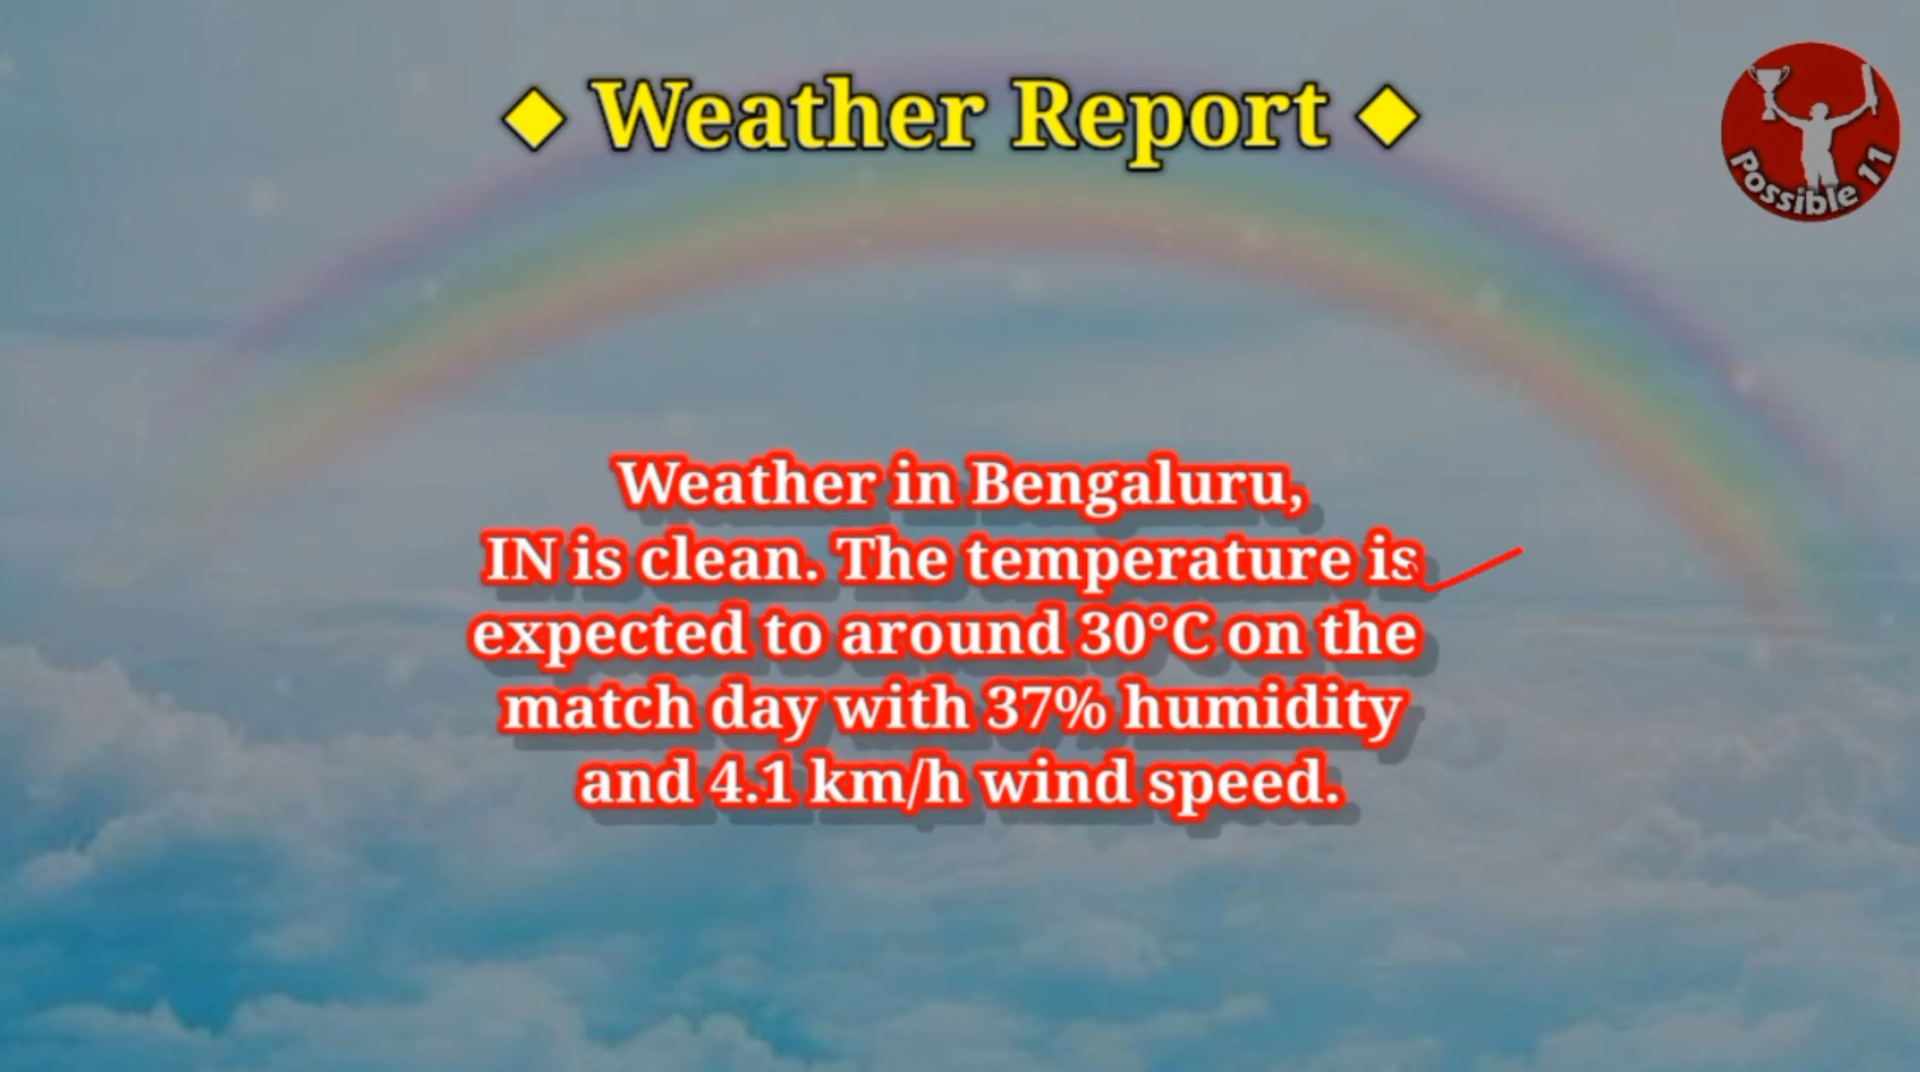 ◆ Weather Report ◆
Possible 11
Weather in Bengaluru,
IN is clean. The temperature is
expected to around 30°C on the
match day with 37% humidity
and 4.1 km/h wind speed.